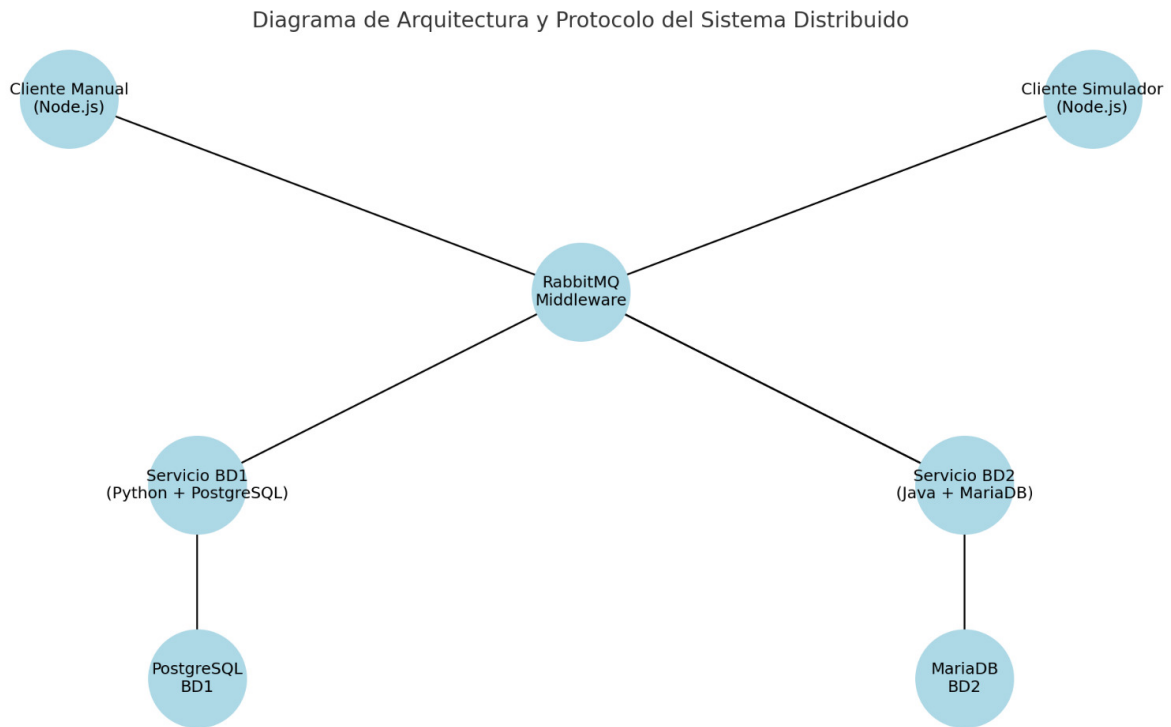 Diagrama de Arquitectura y Protocolo del Sistema Distribuido
Cliente Manual
(Node.js)
Cliente Simulador
(Node.js)
RabbitMQ
Middleware
Servicio BD1
(Python + PostgreSQL)
Servicio BD2
(Java + MariaDB)
PostgreSQL
BD1
MariaDB
BD2